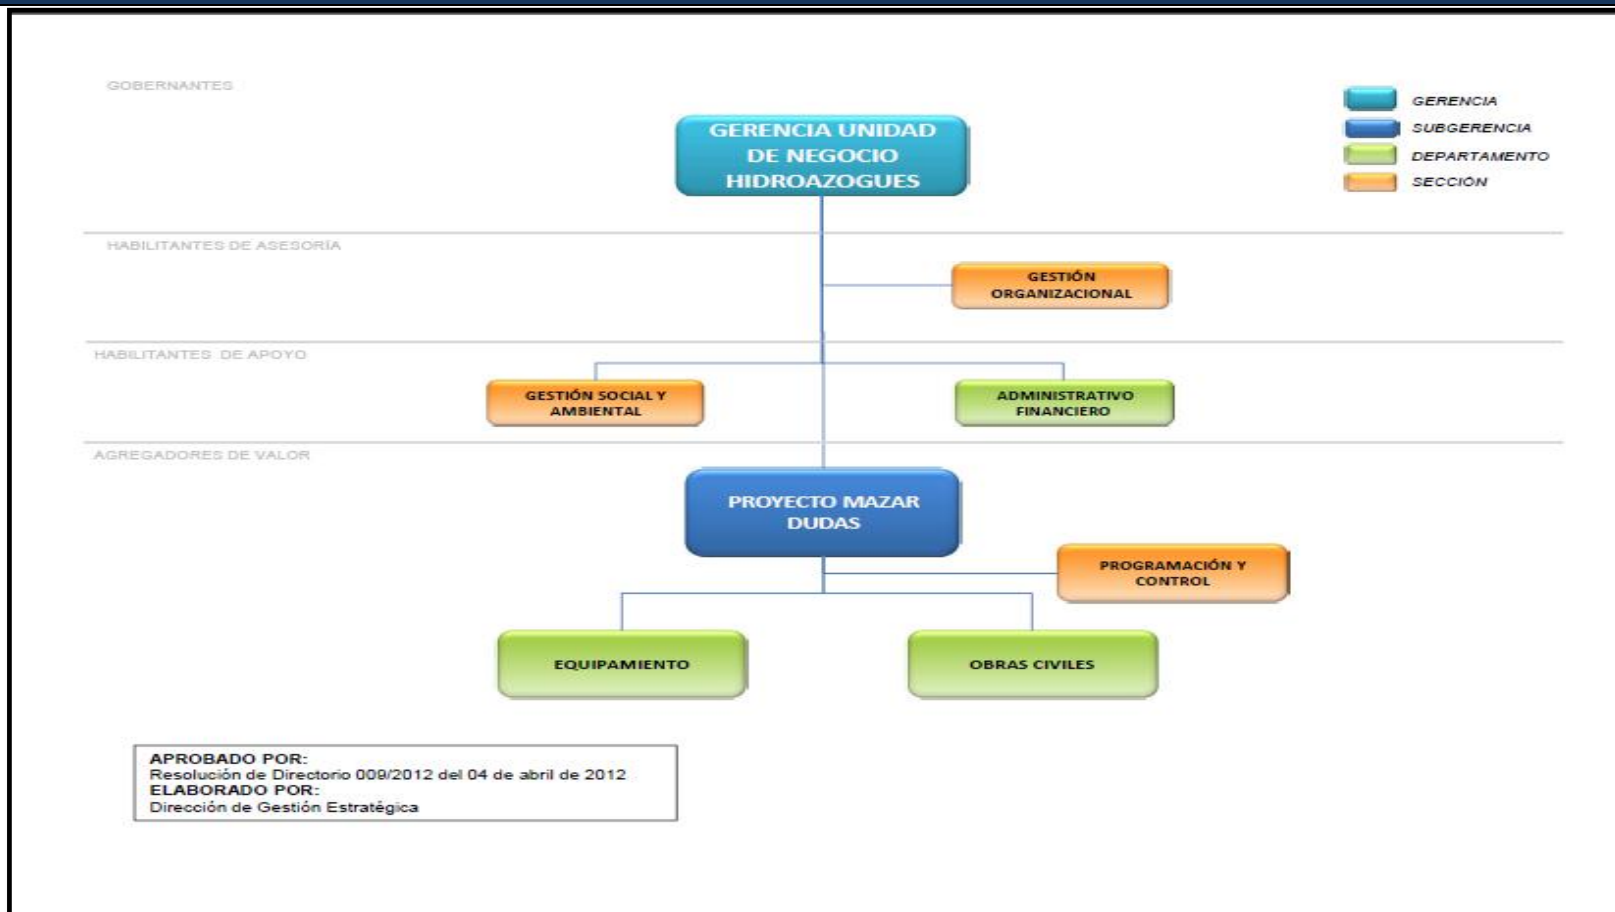 GOBERNANTES
GERENCIA UNIDAD
DE NEGOCIO
HIDROAZOGUES
GERENCIA
SUBGERENCIA
DEPARTAMENTO
SECCIÓN
HABILITANTES DE ASESORÍA
GESTIÓN
ORGANIZACIONAL
HABILITANTES DE APOYO
GESTIÓN SOCIAL Y
AMBIENTAL
ADMINISTRATIVO
FINANCIERO
AGREGADORES DE VALOR
PROYECTO MAZAR
DUDAS
PROGRAMACIÓN Y
CONTROL
EQUIPAMIENTO
OBRAS CIVILES
APROBADO POR:
Resolución de Directorio 009/2012 del 04 de abril de 2012
ELABORADO POR:
Dirección de Gestión Estratégica